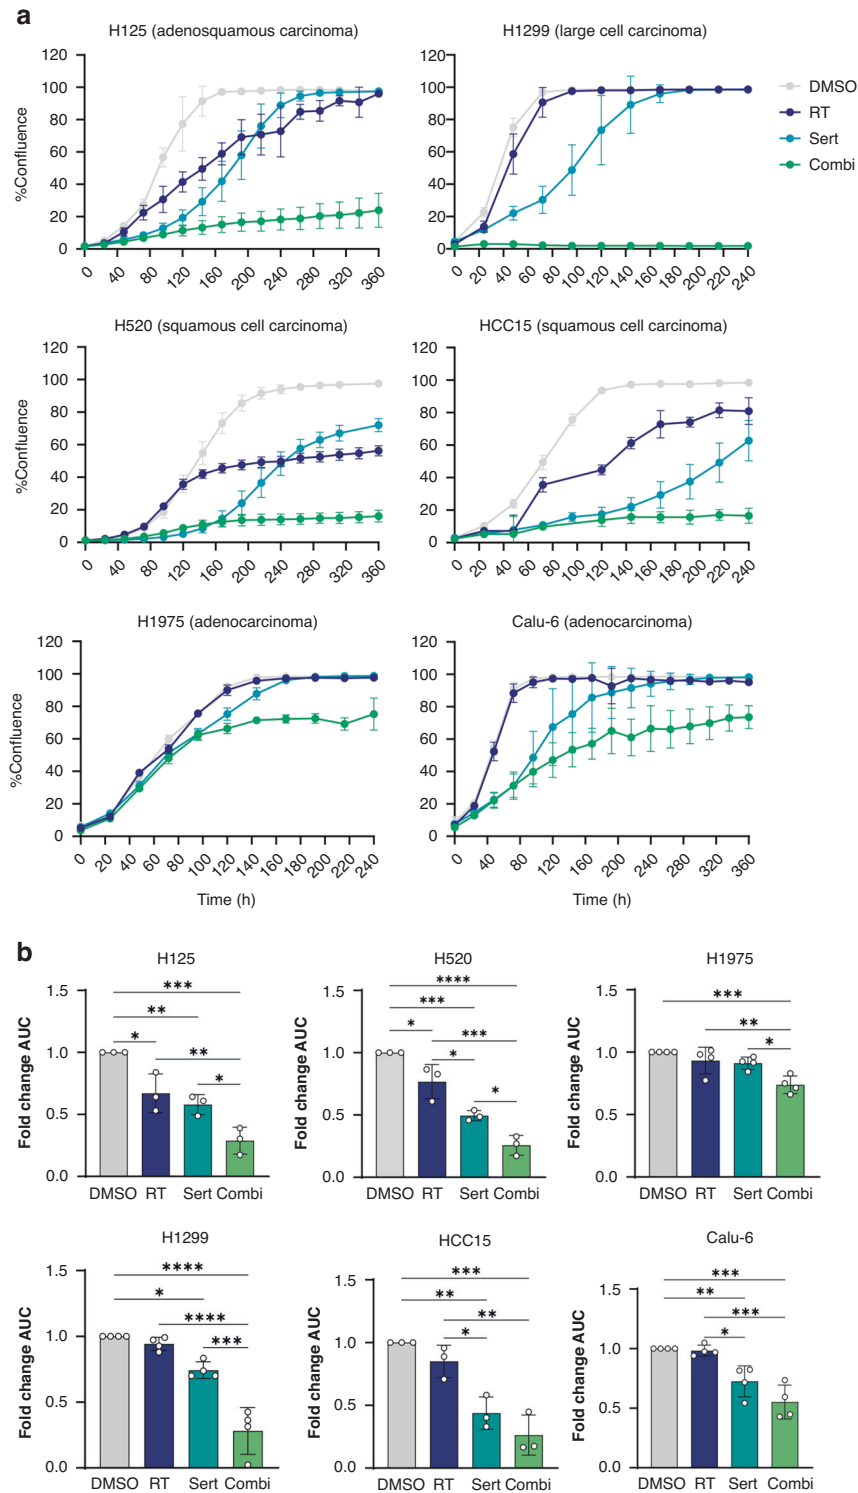 a
H125 (adenosquamous carcinoma)
H1299 (large cell carcinoma)
%Confluence
120
100
80
60
40
20
0
0 40 80 120 160 200 240 280 320 360
120
100
80
60
40
20
0
0 20 40 60 80 100 120 140 160 180 200 220 240
DMSO
RT
Sert
Combi
H520 (squamous cell carcinoma)
HCC15 (squamous cell carcinoma)
%Confluence
120
100
80
60
40
20
0
0 40 80 120 160 200 240 280 320 360
120
100
80
60
40
20
0
0 20 40 60 80 100 120 140 160 180 200 220 240
H1975 (adenocarcinoma)
Calu-6 (adenocarcinoma)
%Confluence
120
100
80
60
40
20
0
0 20 40 60 80 100 120 140 160 180 200 220 240
Time (h)
120
100
80
60
40
20
0
0 40 80 120 160 200 240 280 320 360
Time (h)
b
H125
Fold change AUC
1.5
1.0
0.5
0.0
***
**
*
**
*
DMSO RT Sert Combi
H520
Fold change AUC
1.5
1.0
0.5
0.0
****
***
*
***
*
*
DMSO RT Sert Combi
H1975
Fold change AUC
1.5
1.0
0.5
0.0
***
**
*
DMSO RT Sert Combi
H1299
Fold change AUC
1.5
1.0
0.5
0.0
****
*
****
***
DMSO RT Sert Combi
HCC15
Fold change AUC
1.5
1.0
0.5
0.0
***
**
**
*
DMSO RT Sert Combi
Calu-6
Fold change AUC
1.5
1.0
0.5
0.0
***
**
***
*
DMSO RT Sert Combi